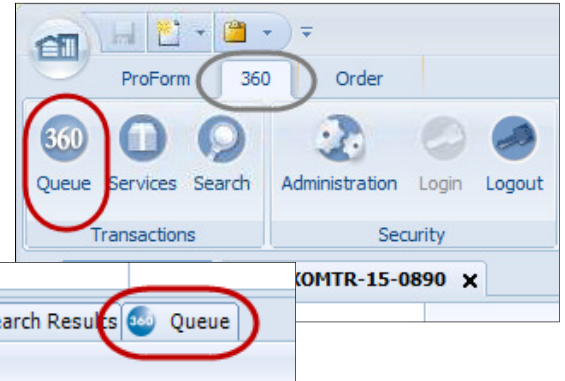 ProForm 360 Order
360
Queue Services Search Administration Login Logout
Transactions Security
XOMTR-15-0890 x
earch Results 360 Queue